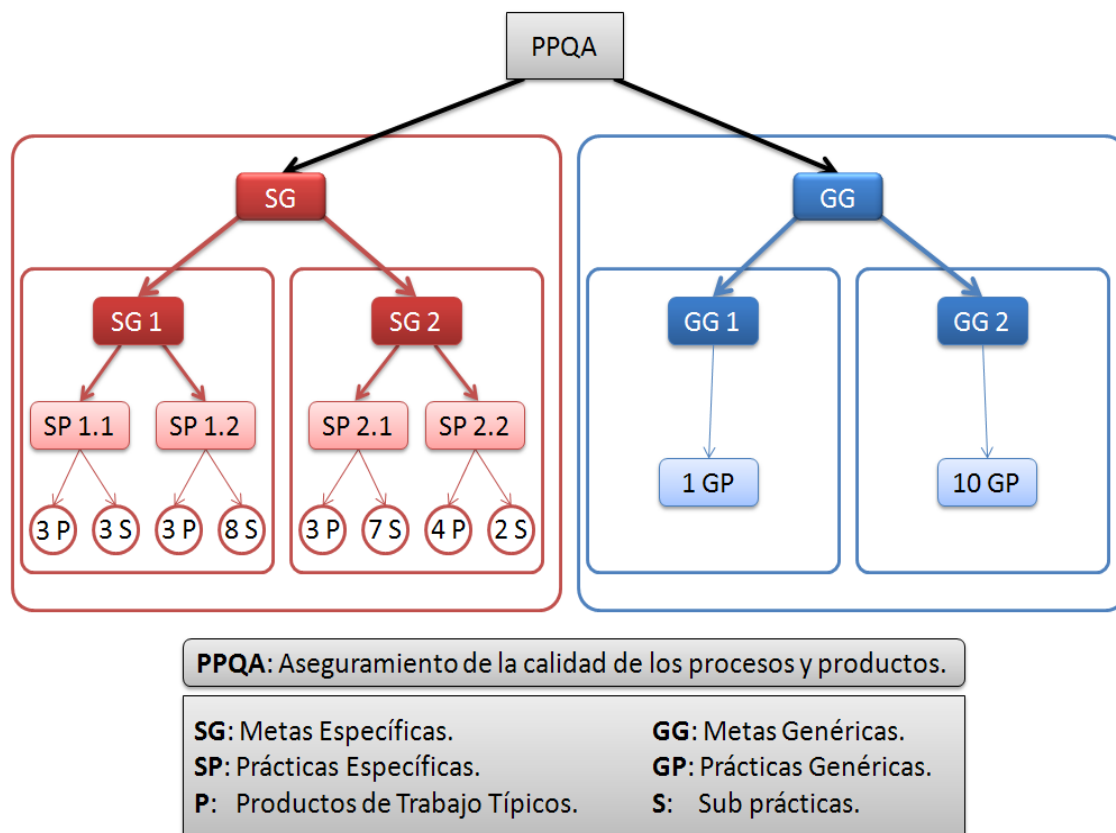 PPQA
SG
GG
SG 1
SG 2
GG 1
GG 2
SP 1.1
SP 1.2
SP 2.1
SP 2.2
1 GP
10 GP
3 P
3 S
3 P
8 S
3 P
7 S
4 P
2 S
PPQA: Aseguramiento de la calidad de los procesos y productos.
SG: Metas Específicas.
GG: Metas Genéricas.
SP: Prácticas Específicas.
GP: Prácticas Genéricas.
P: Productos de Trabajo Típicos.
S: Sub prácticas.